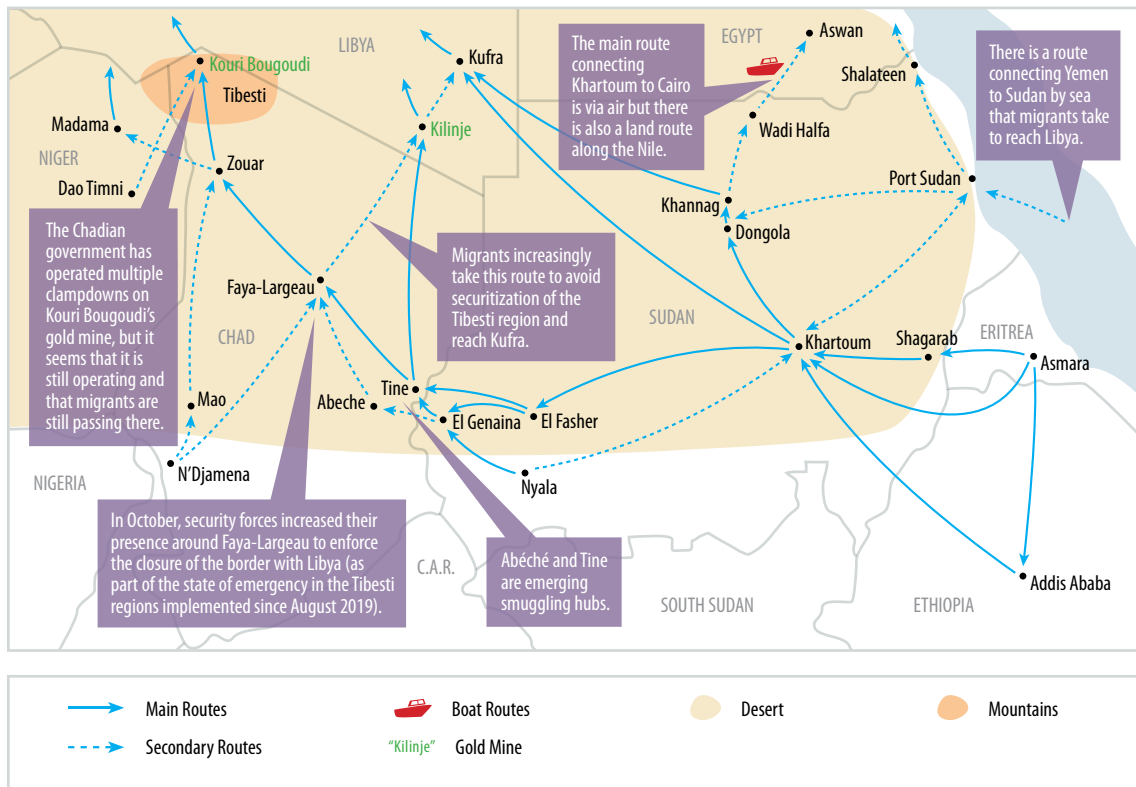 LIBYA
EGYPT
Kouri Bougoudi
Tibesti
Kufra
Aswan
Shalateen
The main route
connecting
Khartoum to Cairo
is via air but there
is also a land route
along the Nile.
There is a route
connecting Yemen
to Sudan by sea
that migrants take
to reach Libya.
Madama
Kilinje
Wadi Halfa
NIGER
Zouar
Dao Timni
Port Sudan
Khannag
Dongola
The Chadian
government has
operated multiple
clampdowns on
Kouri Bougoudi's
gold mine, but it
seems that it is
still operating and
that migrants are
still passing there.
Migrants increasingly
take this route to avoid
securitization of the
Tibesti region and
reach Kufra.
Faya-Largeau
CHAD
SUDAN
Khartoum
Shagarab
ERITREA
Asmara
Mao
Abeche
Tine
El Genaina
El Fasher
N'Djamena
Nyala
NIGERIA
In October, security forces increased their
presence around Faya-Largeau to enforce
the closure of the border with Libya (as
part of the state of emergency in the Tibesti
regions implemented since August 2019).
C.A.R.
Abéché and Tine
are emerging
smuggling hubs.
SOUTH SUDAN
ETHIOPIA
Addis Ababa
Main Routes
Boat Routes
Desert
Mountains
Secondary Routes
"Kilinje"
Gold Mine